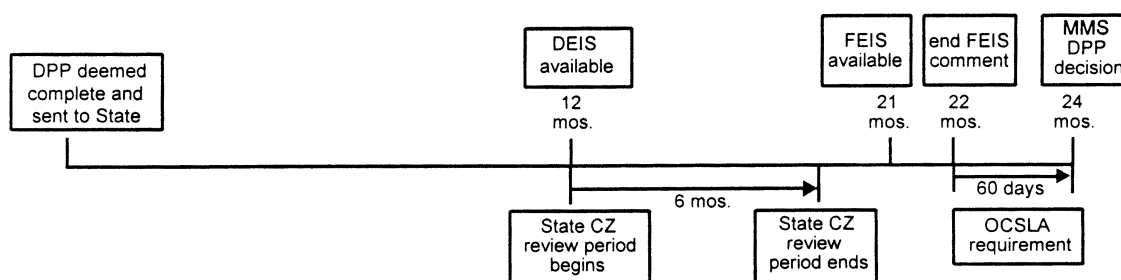 DPP deemed
complete and
sent to State
DEIS
available
12
mos.
FEIS
available
21
mos.
end FEIS
comment
22
mos.
MMS
DPP
decision
24
mos.
6 mos.
60 days
State CZ
review period
begins
State CZ
review
period ends
OCSLA
requirement